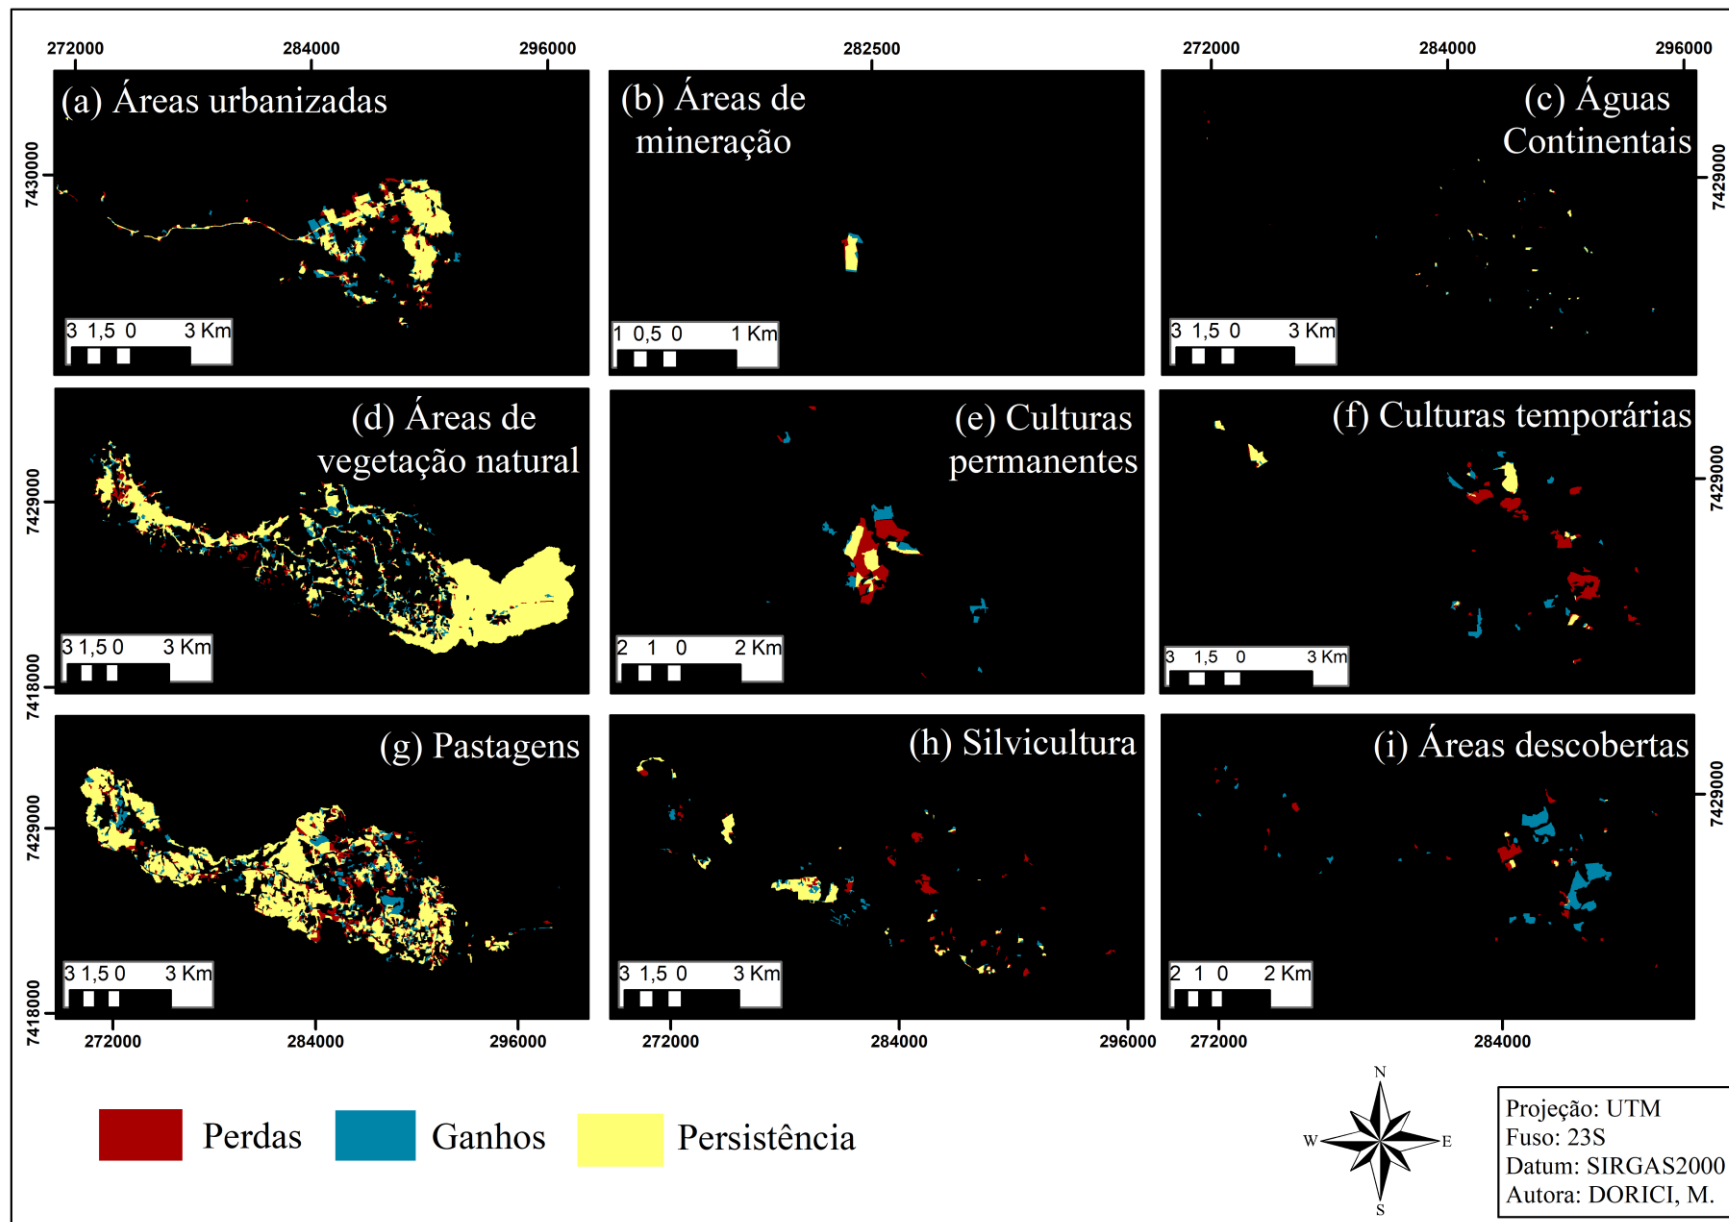 272000 284000 296000
282500
272000 284000 296000
(a) Áreas urbanizadas
(b) Áreas de
mineração
(c) Águas
Continentais
7430000
7429000
3 1,5 0 3 Km
1 0,5 0 1 Km
3 1,5 0 3 Km
(d) Áreas de
vegetação natural
(e) Culturas
permanentes
(f) Culturas temporárias
7429000
7429000
7418000
3 1,5 0 3 Km
2 1 0 2 Km
3 1,5 0 3 Km
(g) Pastagens
(h) Silvicultura
(i) Áreas descobertas
7429000
7429000
7418000
3 1,5 0 3 Km
3 1,5 0 3 Km
2 1 0 2 Km
272000 284000 296000
272000 284000 296000
272000 284000
Perdas Ganhos Persistência
N
W E
S
Projeção: UTM
Fuso: 23S
Datum: SIRGAS2000
Autora: DORICI, M.